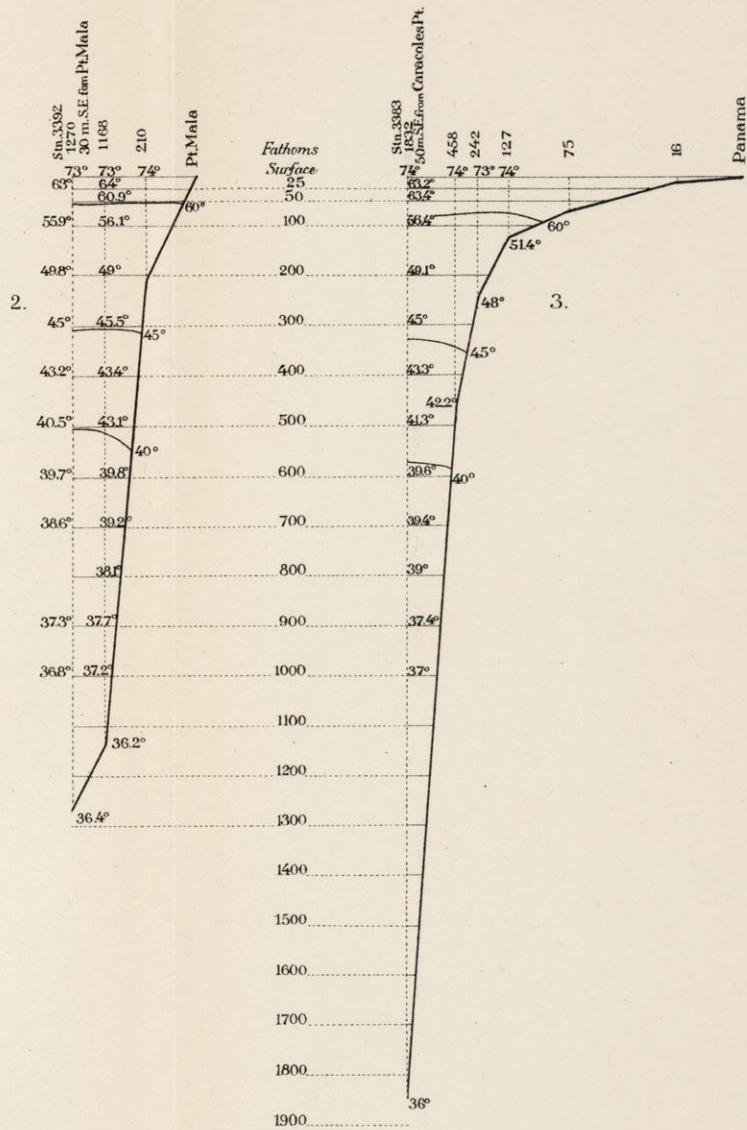 Stn. 3392
1270
30 m. S.E. from Pt. Mala
1168
210
Pt. Mala
Fathoms
Surface
Stn. 3383
1832
50 m. S.E. from Caracoles Pt.
458
242
127
75
16
Panama
73° 73° 74° 74° 74° 73° 74°
63° 64° 25 63.2°
60.9° 50 63.4°
60° 60°
55.9° 56.1° 100 56.4°
51.4°
49.8° 49° 200 49.1°
2. 48° 3.
45° 45.5° 300 45°
45° 45°
43.2° 43.4° 400 43.3°
42.2°
40.5° 43.1° 500 41.3°
40° 40°
39.7° 39.8° 600 39.6°
38.6° 39.2° 700 39.4°
38.1° 800 39°
37.3° 37.7° 900 37.4°
36.8° 37.2° 1000 37°
1100
36.2°
1200
36.4°
1300
1400
1500
1600
1700
1800
36°
1900